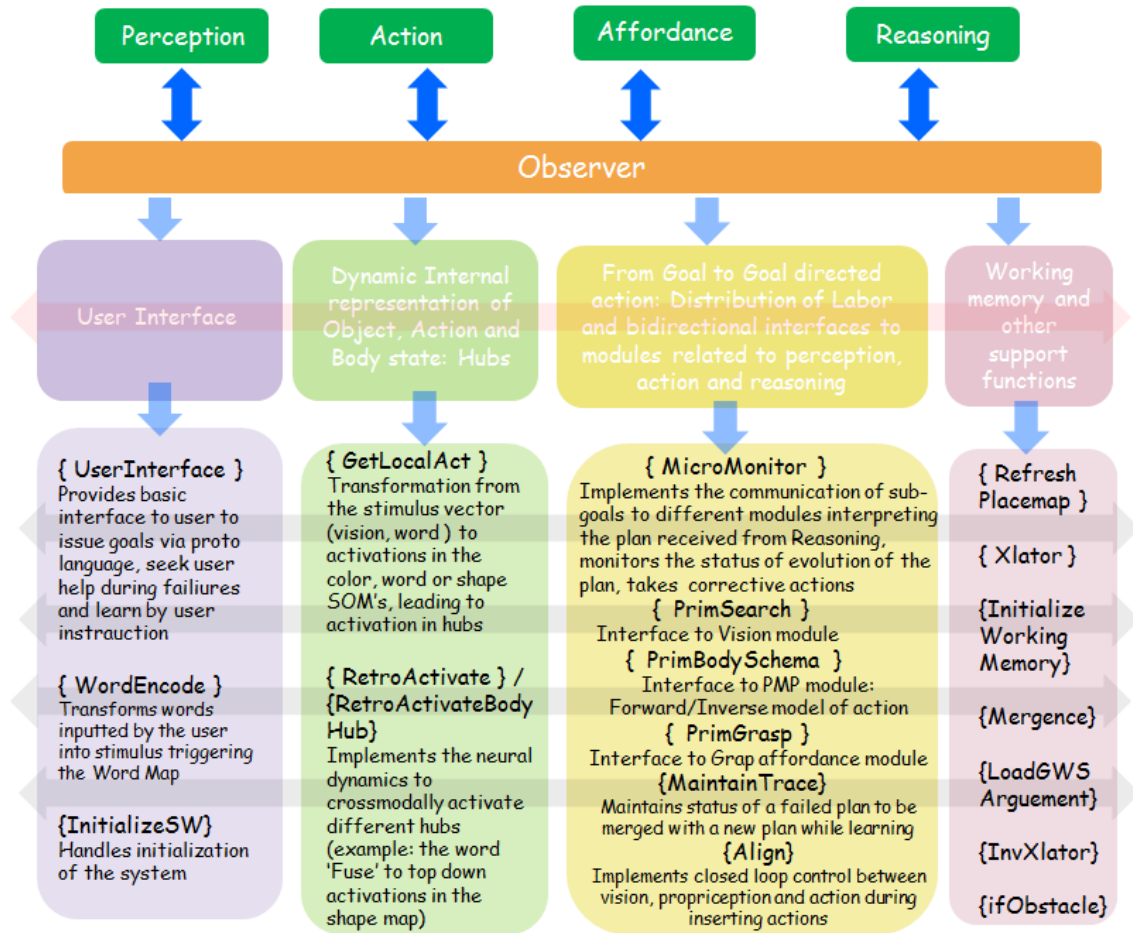 Perception
Action
Affordance
Reasoning
Observer
User Interface
Dynamic Internal
representation of
Object, Action and
Body state: Hubs
From Goal to Goal directed
action: Distribution of Labor
and bidirectional interfaces to
modules related to perception,
action and reasoning
Working
memory and
other
support
functions
{ UserInterface }
Provides basic
interface to user to
issue goals via proto
language, seek user
help during failiures
and learn by user
instrauction
{ WordEncode }
Transforms words
inputted by the user
into stimulus triggering
the Word Map
{InitializeSW}
Handles initialization
of the system
{ GetLocalAct }
Transformation from
the stimulus vector
(vision, word ) to
activations in the
color, word or shape
SOM's, leading to
activation in hubs
{ RetroActivate } /
{RetroActivateBody
Hub}
Implements the neural
dynamics to
crossmodally activate
different hubs
(example: the word
'Fuse' to top down
activations in the
shape map)
{ MicroMonitor }
Implements the communication of sub-
goals to different modules interpreting
the plan received from Reasoning,
monitors the status of evolution of the
plan, takes corrective actions
{ PrimSearch }
Interface to Vision module
{ PrimBodySchema }
Interface to PMP module:
Forward/Inverse model of action
{ PrimGrasp }
Interface to Grap affordance module
{MaintainTrace}
Maintains status of a failed plan to be
merged with a new plan while learning
{Align}
Implements closed loop control between
vision, propriception and action during
inserting actions
{ Refresh
Placemap }
{ Xlator }
{Initialize
Working
Memory}
{Mergence}
{LoadGWS
Arguement}
{InvXlator}
{ifObstacle}